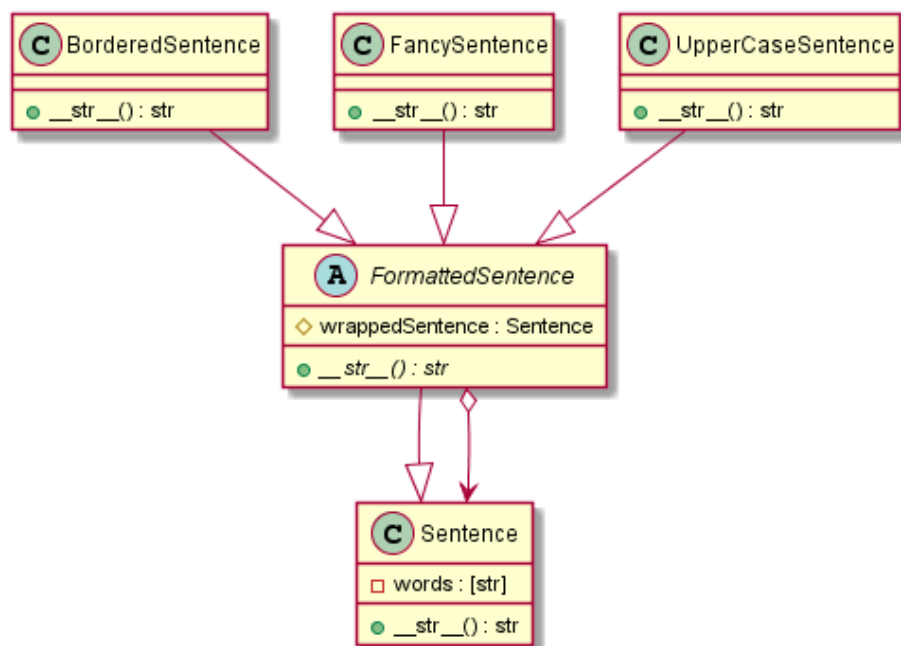 C BorderedSentence
__str__() : str
C FancySentence
__str__() : str
C UpperCaseSentence
__str__() : str
A FormattedSentence
wrappedSentence : Sentence
__str__() : str
C Sentence
words : [str]
__str__() : str